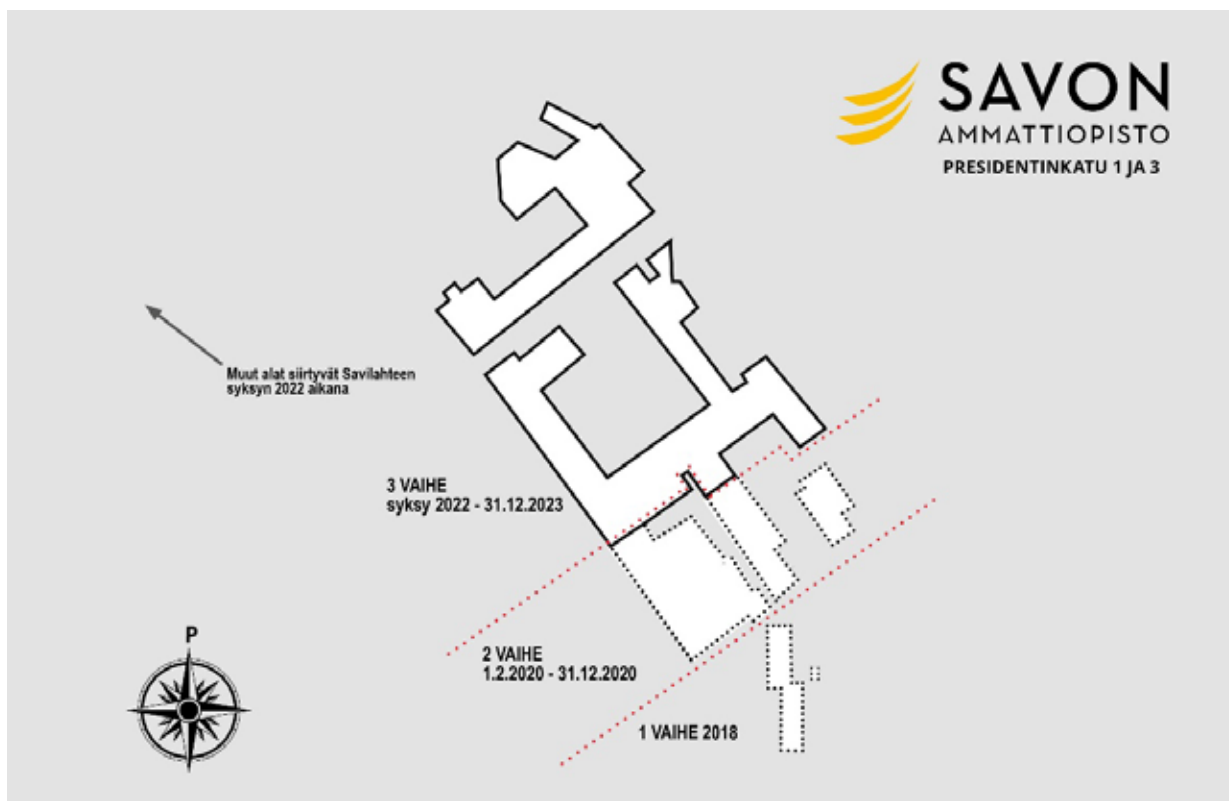 SAVON
AMMATTIOPISTO
PRESIDENTINKATU 1 JA 3
Muut alat siirtyvät Savilahteen
syksyn 2022 aikana
3 VAIHE
syksy 2022 - 31.12.2023
2 VAIHE
1.2.2020 - 31.12.2020
1 VAIHE 2018
P